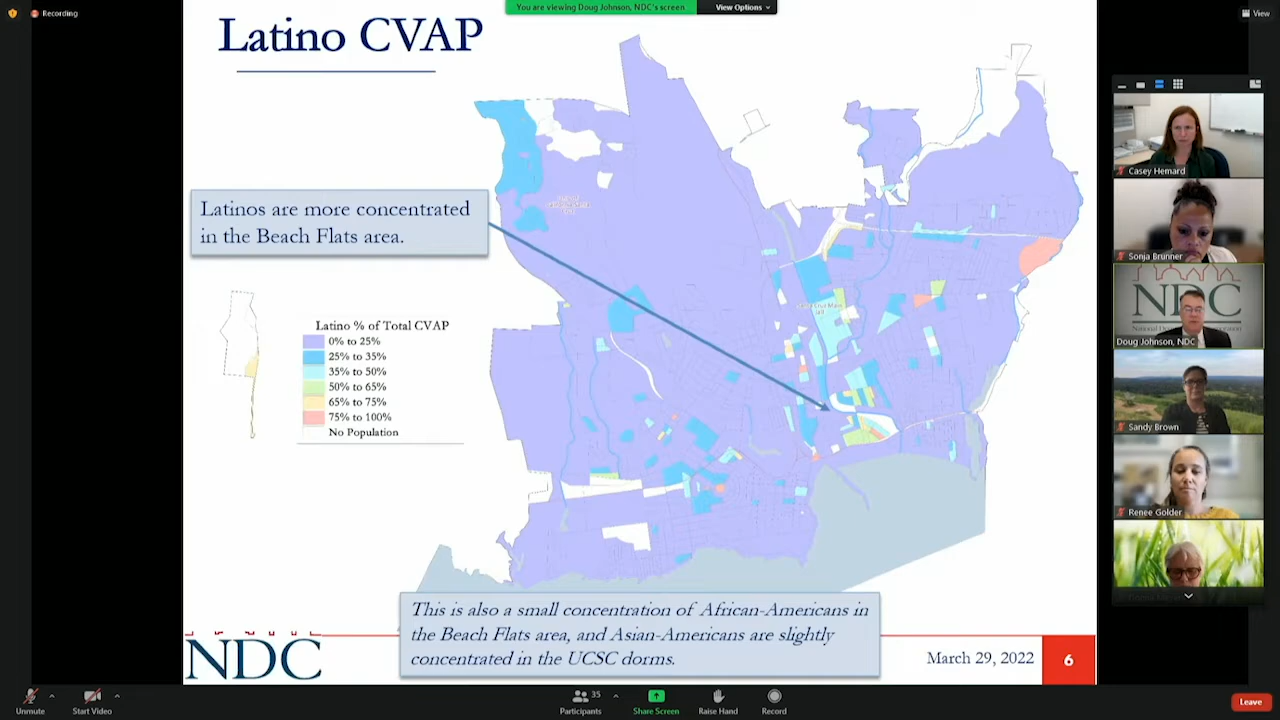 Recording
You are viewing Doug Johnson, NDC's screen
View Options
View
Latino CVAP
Latinos are more concentrated
in the Beach Flats area.
Latino % of Total CVAP
0% to 25%
25% to 35%
35% to 50%
50% to 65%
65% to 75%
75% to 100%
No Population
This is also a small concentration of African-Americans in
the Beach Flats area, and Asian-Americans are slightly
concentrated in the UCSC dorms.
NDC
March 29, 2022
6
Casey Hemard
Sonja Brunner
NDC
Doug Johnson, NDC
Sandy Brown
Renee Golder
Unmute
Start Video
35
Participants
Share Screen
Raise Hand
Record
Leave